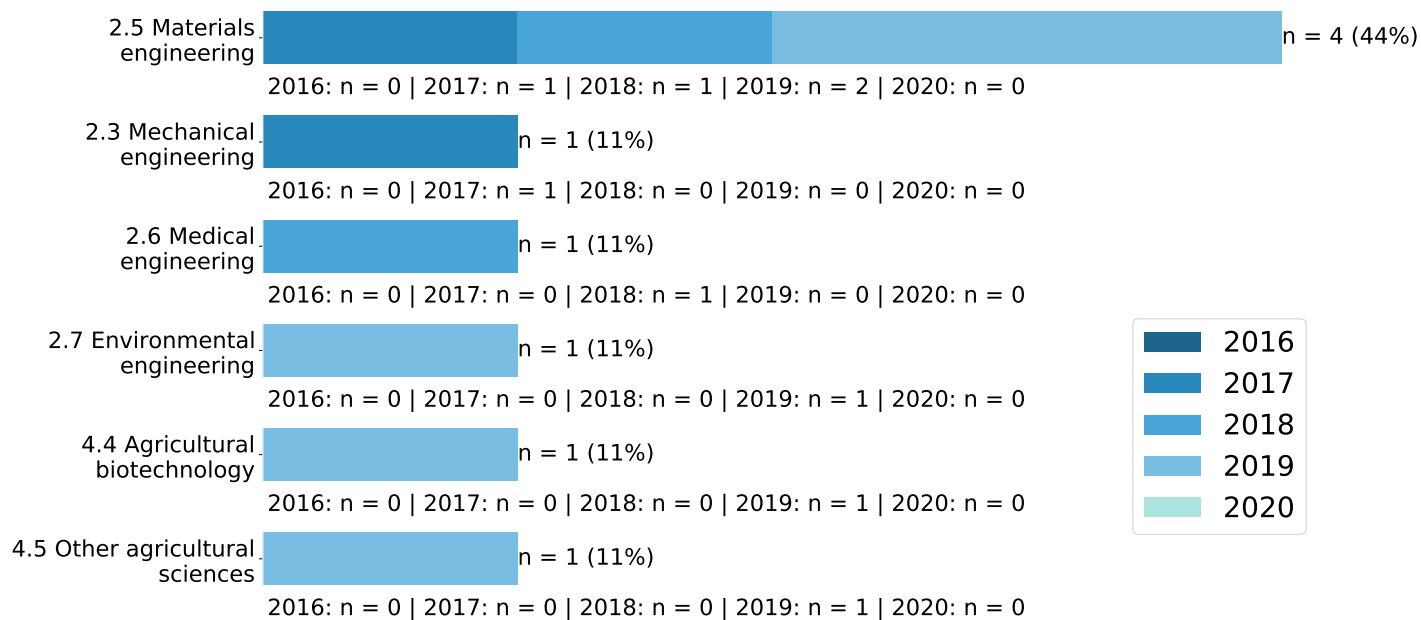 2.5 Materials
engineering
n = 4 (44%)
2016: n = 0 | 2017: n = 1 | 2018: n = 1 | 2019: n = 2 | 2020: n = 0
2.3 Mechanical
engineering
n = 1 (11%)
2016: n = 0 | 2017: n = 1 | 2018: n = 0 | 2019: n = 0 | 2020: n = 0
2.6 Medical
engineering
n = 1 (11%)
2016: n = 0 | 2017: n = 0 | 2018: n = 1 | 2019: n = 0 | 2020: n = 0
2.7 Environmental
engineering
n = 1 (11%)
2016: n = 0 | 2017: n = 0 | 2018: n = 0 | 2019: n = 1 | 2020: n = 0
4.4 Agricultural
biotechnology
n = 1 (11%)
2016: n = 0 | 2017: n = 0 | 2018: n = 0 | 2019: n = 1 | 2020: n = 0
4.5 Other agricultural
sciences
n = 1 (11%)
2016: n = 0 | 2017: n = 0 | 2018: n = 0 | 2019: n = 1 | 2020: n = 0
2016
2017
2018
2019
2020